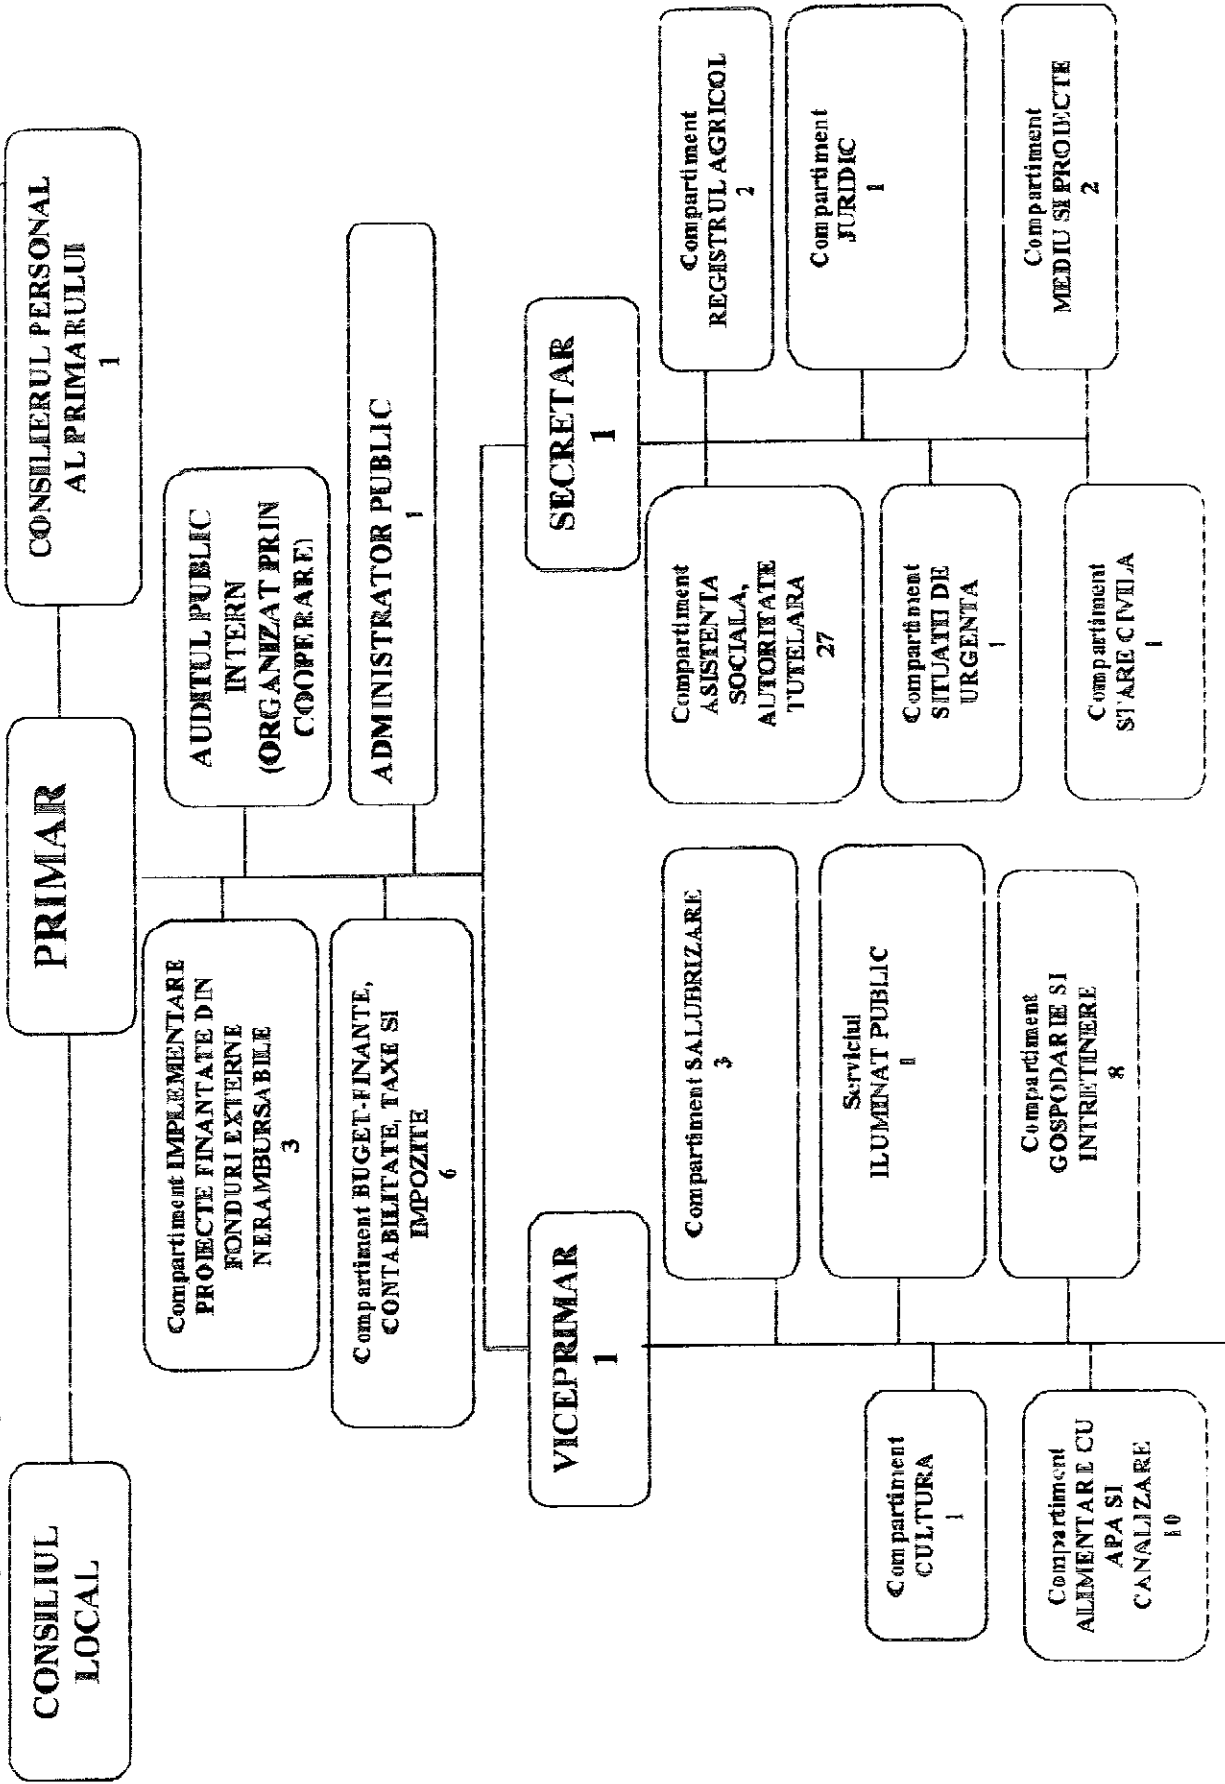 CONSILIUL
LOCAL
PRIMAR
CONSILIERUL PERSONAL
AL PRIMARULUI
1
Compartiment IMPLEMENTARE
PROIECTE FINANTATE DIN
FONDURI EXTERNE
NERAMBURSABILE
3
AUDITUL PUBLIC
INTERN
(ORGANIZAT PRIN
COOPERARE)
Compartiment BUGET-FINANTE,
CONTABILITATE, TAXE SI
IMPOZITE
6
ADMINISTRATOR PUBLIC
1
VICEPRIMAR
1
SECRETAR
1
Compartiment SALUBRIZARE
3
Serviciul
ILUMINAT PUBLIC
1
Compartiment
CULTURA
1
Compartiment
GOSPODARIE SI
INTRETINERE
8
Compartiment
ALIMENTARE CU
APA SI
CANALIZARE
10
Compartiment
ASISTENTA
SOCIALA,
AUTORITATE
TUTELARA
27
Compartiment
REGISTRUL AGRICOL
2
Compartiment
JURIDIC
1
Compartiment
SITUATII DE
URGENTA
1
Compartiment
MEDIU SI PROIECTE
2
Compartiment
STARE CIVILA
1